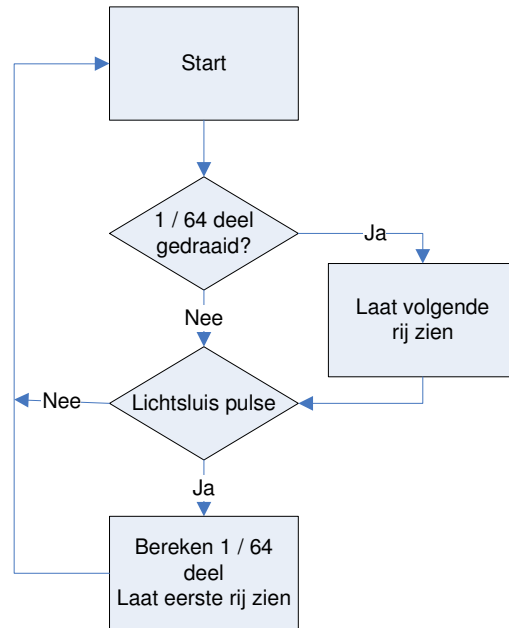 Start
1 / 64 deel
gedraaid?
Ja
Laat volgende
rij zien
Nee
Lichtsluis pulse
Nee
Ja
Bereken 1 / 64
deel
Laat eerste rij zien